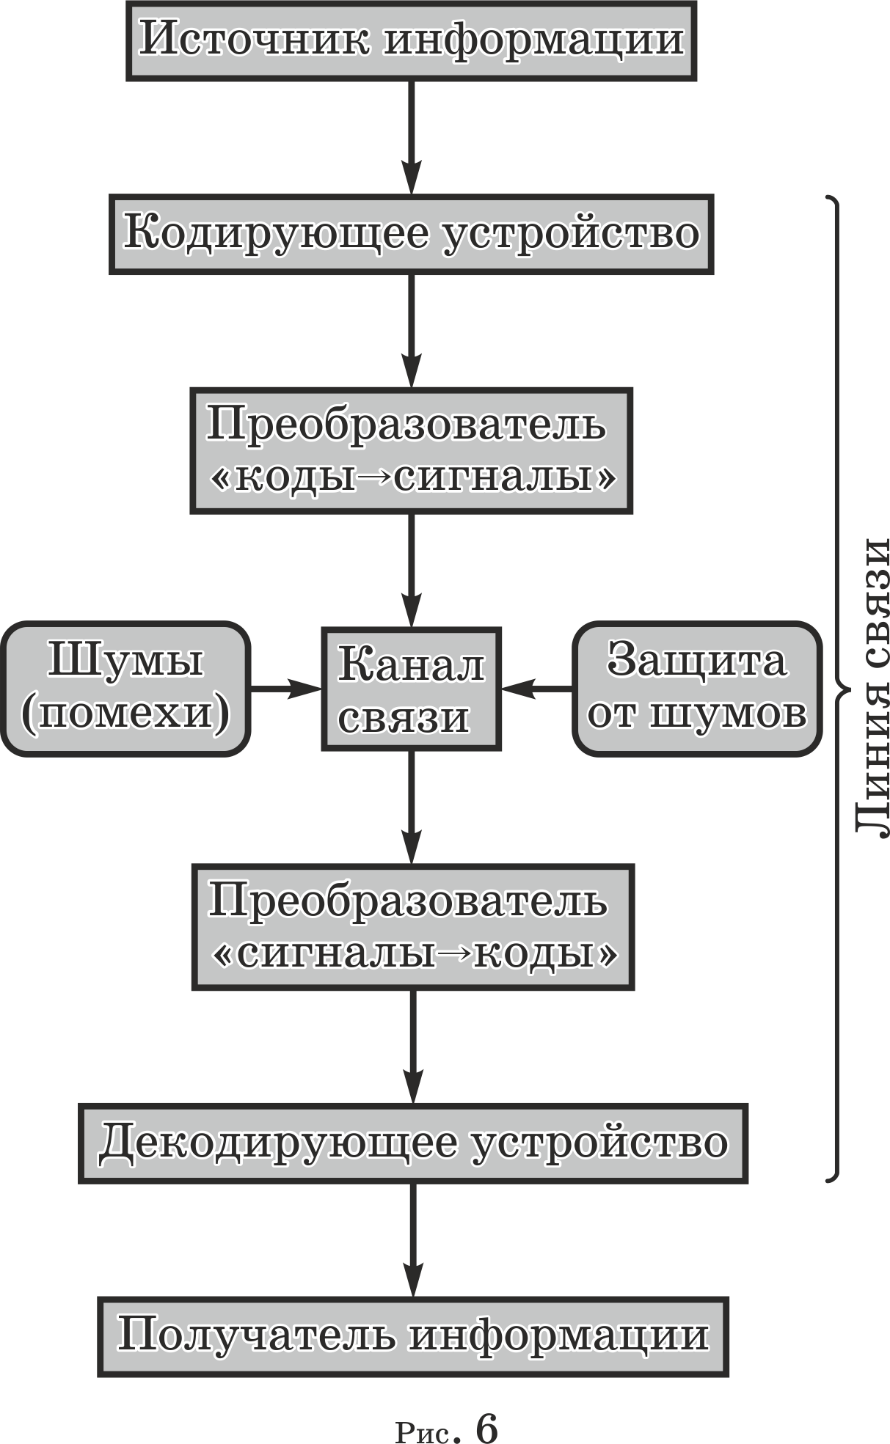 Источник информации
Кодирующее устройство
Преобразователь
«коды→сигналы»
Шумы
(помехи)
Канал
связи
Защита
от шумов
Линия связи
Преобразователь
«сигналы→коды»
Декодирующее устройство
Получатель информации
Рис. 6